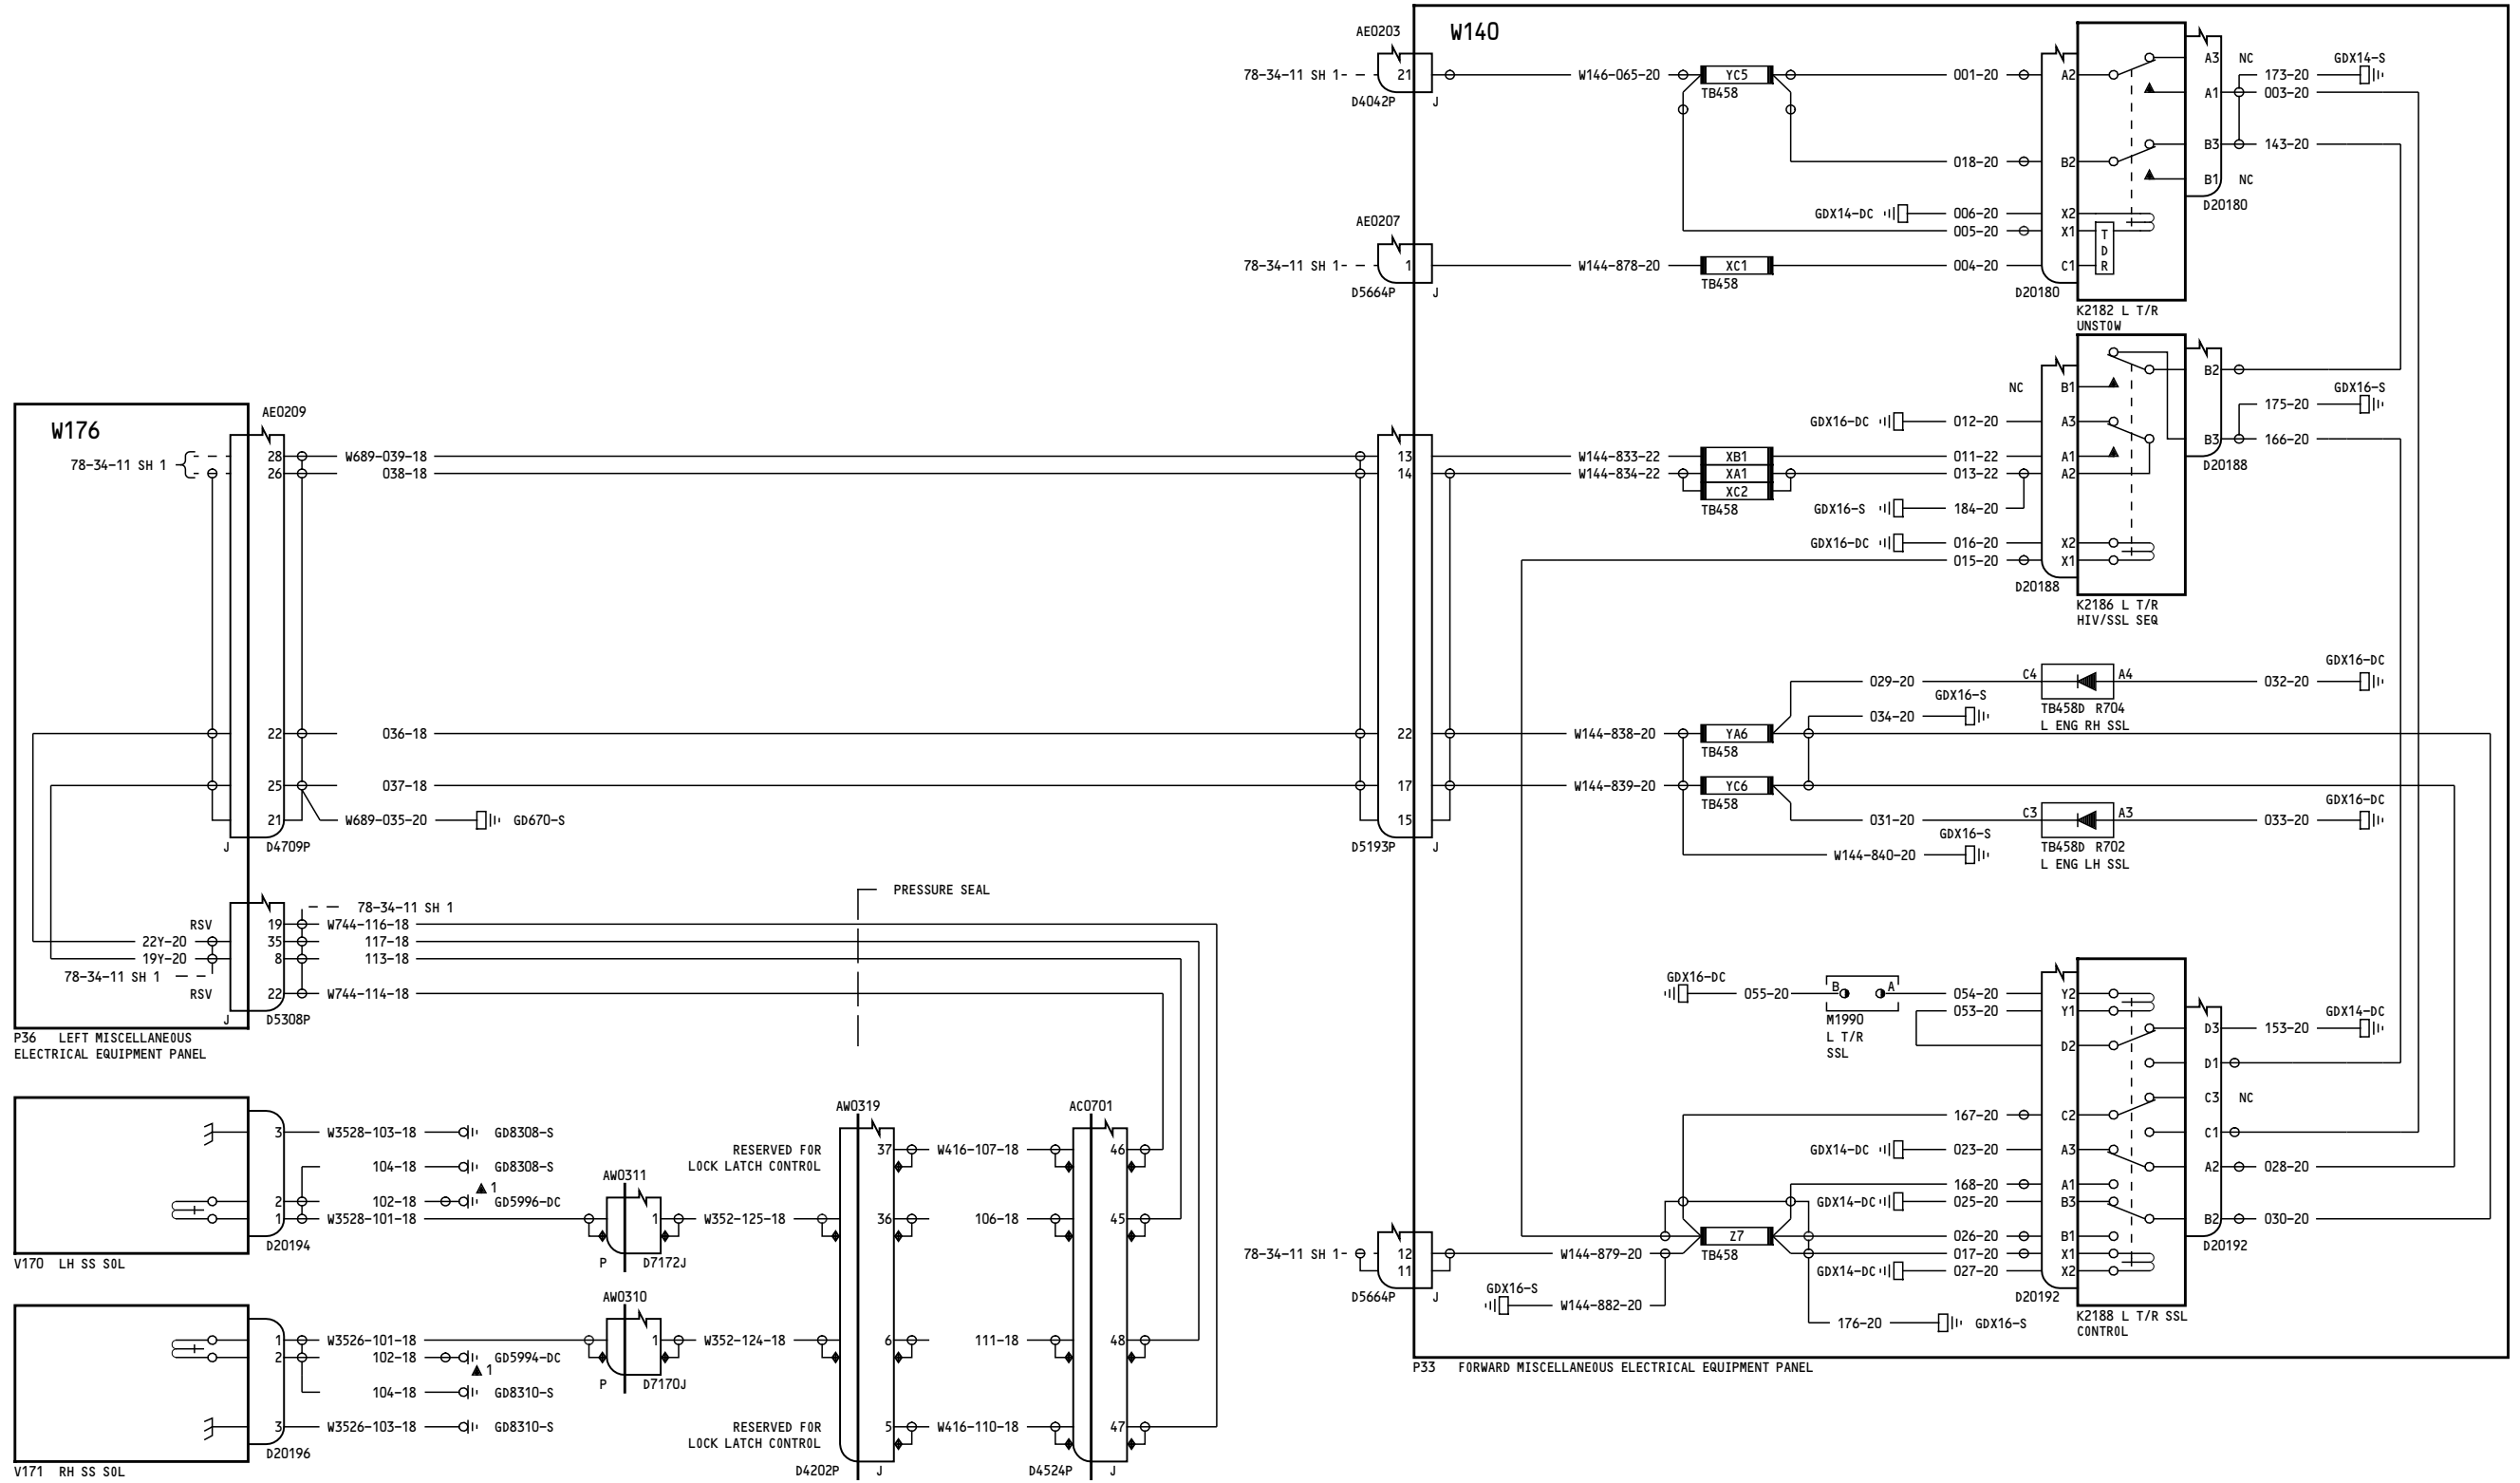 AE0203
W140
78-34-11 SH 1
21
D4042P
J
W146-065-20
YC5
TB458
001-20
A2
A3
NC
GDX14-S
173-20
A1
003-20
018-20
B2
B3
143-20
B1
NC
D20180
GDX14-DC
006-20
X2
005-20
X1
T
D
R
AE0207
78-34-11 SH 1
1
D5664P
J
W144-878-20
XC1
TB458
004-20
C1
D20180
K2182 L T/R
UNSTOW
B2
NC
B1
GDX16-S
175-20
GDX16-DC
012-20
A3
B3
166-20
D20188
W176
AE0209
78-34-11 SH 1
28
W689-039-18
26
038-18
13
14
W144-833-22
XB1
011-22
A1
W144-834-22
XA1
013-22
A2
XC2
TB458
GDX16-S
184-20
GDX16-DC
016-20
X2
015-20
X1
D20188
K2186 L T/R
HIV/SSL SEQ
GDX16-DC
029-20
C4
A4
032-20
GDX16-S
034-20
TB458D R704
L ENG RH SSL
22
036-18
22
W144-838-20
YA6
TB458
25
037-18
17
W144-839-20
YC6
TB458
GDX16-DC
21
W689-035-20
GD670-S
15
031-20
C3
A3
033-20
GDX16-S
J
D4709P
D5193P
J
W144-840-20
TB458D R702
L ENG LH SSL
PRESSURE SEAL
78-34-11 SH 1
RSV
19
W744-116-18
22Y-20
35
117-18
19Y-20
8
113-18
78-34-11 SH 1
RSV
22
W744-114-18
J
D5308P
P36 LEFT MISCELLANEOUS
ELECTRICAL EQUIPMENT PANEL
GDX16-DC
055-20
B
A
054-20
Y2
053-20
Y1
M1990
L T/R
SSL
D2
D3
153-20
GDX14-DC
D1
C3
NC
167-20
C2
C1
GDX14-DC
023-20
A3
A2
028-20
168-20
A1
GDX14-DC
025-20
B3
B2
030-20
D20192
AW0319
AC0701
3
W3528-103-18
GD8308-S
104-18
GD8308-S
1
2
102-18
GD5996-DC
1
W3528-101-18
D20194
V170 LH SS SOL
AW0311
1
P
D7172J
W352-125-18
RESERVED FOR
LOCK LATCH CONTROL
37
W416-107-18
46
36
106-18
45
78-34-11 SH 1
12
11
D5664P
J
W144-879-20
Z7
TB458
026-20
B1
017-20
X1
GDX14-DC
027-20
X2
D20192
GDX16-S
W144-882-20
176-20
GDX16-S
K2188 L T/R SSL
CONTROL
AW0310
1
W3526-101-18
2
102-18
GD5994-DC
1
104-18
GD8310-S
3
W3526-103-18
GD8310-S
D20196
V171 RH SS SOL
1
P
D7170J
W352-124-18
6
111-18
48
RESERVED FOR
LOCK LATCH CONTROL
5
W416-110-18
47
D4202P
J
D4524P
J
P33 FORWARD MISCELLANEOUS ELECTRICAL EQUIPMENT PANEL